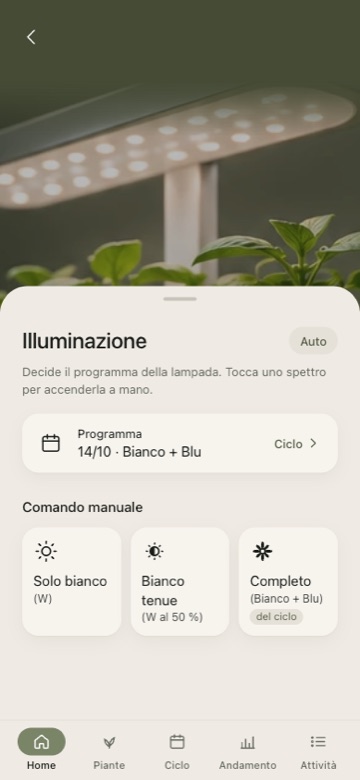 Illuminazione
Auto
Decide il programma della lampada. Tocca uno spettro
per accenderla a mano.
Programma
14/10 · Bianco + Blu
Ciclo
Comando manuale
Solo bianco
(W)
Bianco
tenue
(W al 50 %)
Completo
(Bianco + Blu)
del ciclo
Home
Piante
Ciclo
Andamento
Attività